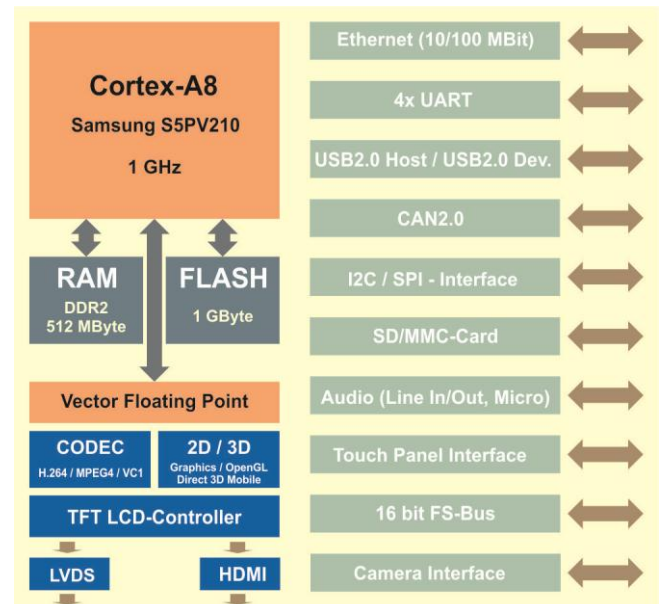 Cortex-A8
Samsung S5PV210
1 GHz
RAM
DDR2
512 MByte
FLASH
1 GByte
Vector Floating Point
CODEC
H.264 / MPEG4 / VC1
2D / 3D
Graphics / OpenGL
Direct 3D Mobile
TFT LCD-Controller
LVDS
HDMI
Ethernet (10/100 MBit)
4x UART
USB2.0 Host / USB2.0 Dev.
CAN2.0
I2C / SPI - Interface
SD/MMC-Card
Audio (Line In/Out, Micro)
Touch Panel Interface
16 bit FS-Bus
Camera Interface